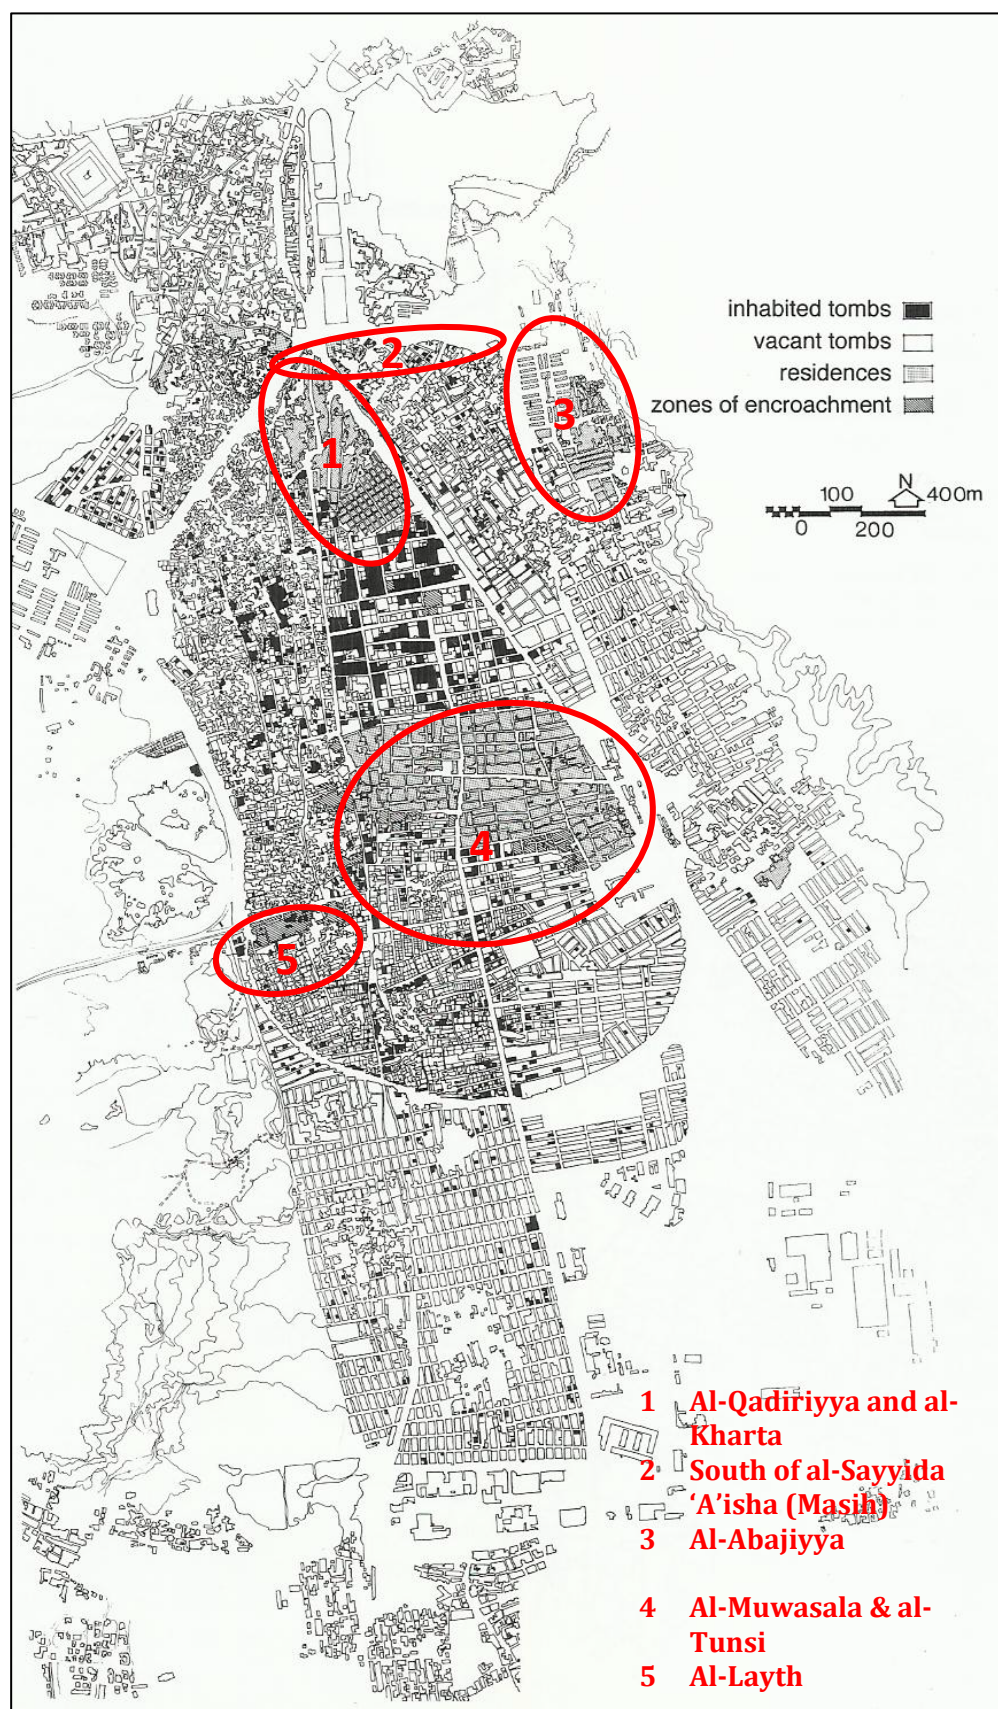 inhabited tombs
vacant tombs
residences
zones of encroachment
N
100 400m
0 200
2
3
1
4
5
1 Al-Qadiriyya and al-
Kharta
2 South of al-Sayyida
‘A’isha (Masih)
3 Al-Abajiyya
4 Al-Muwasala & al-
Tunsi
5 Al-Layth